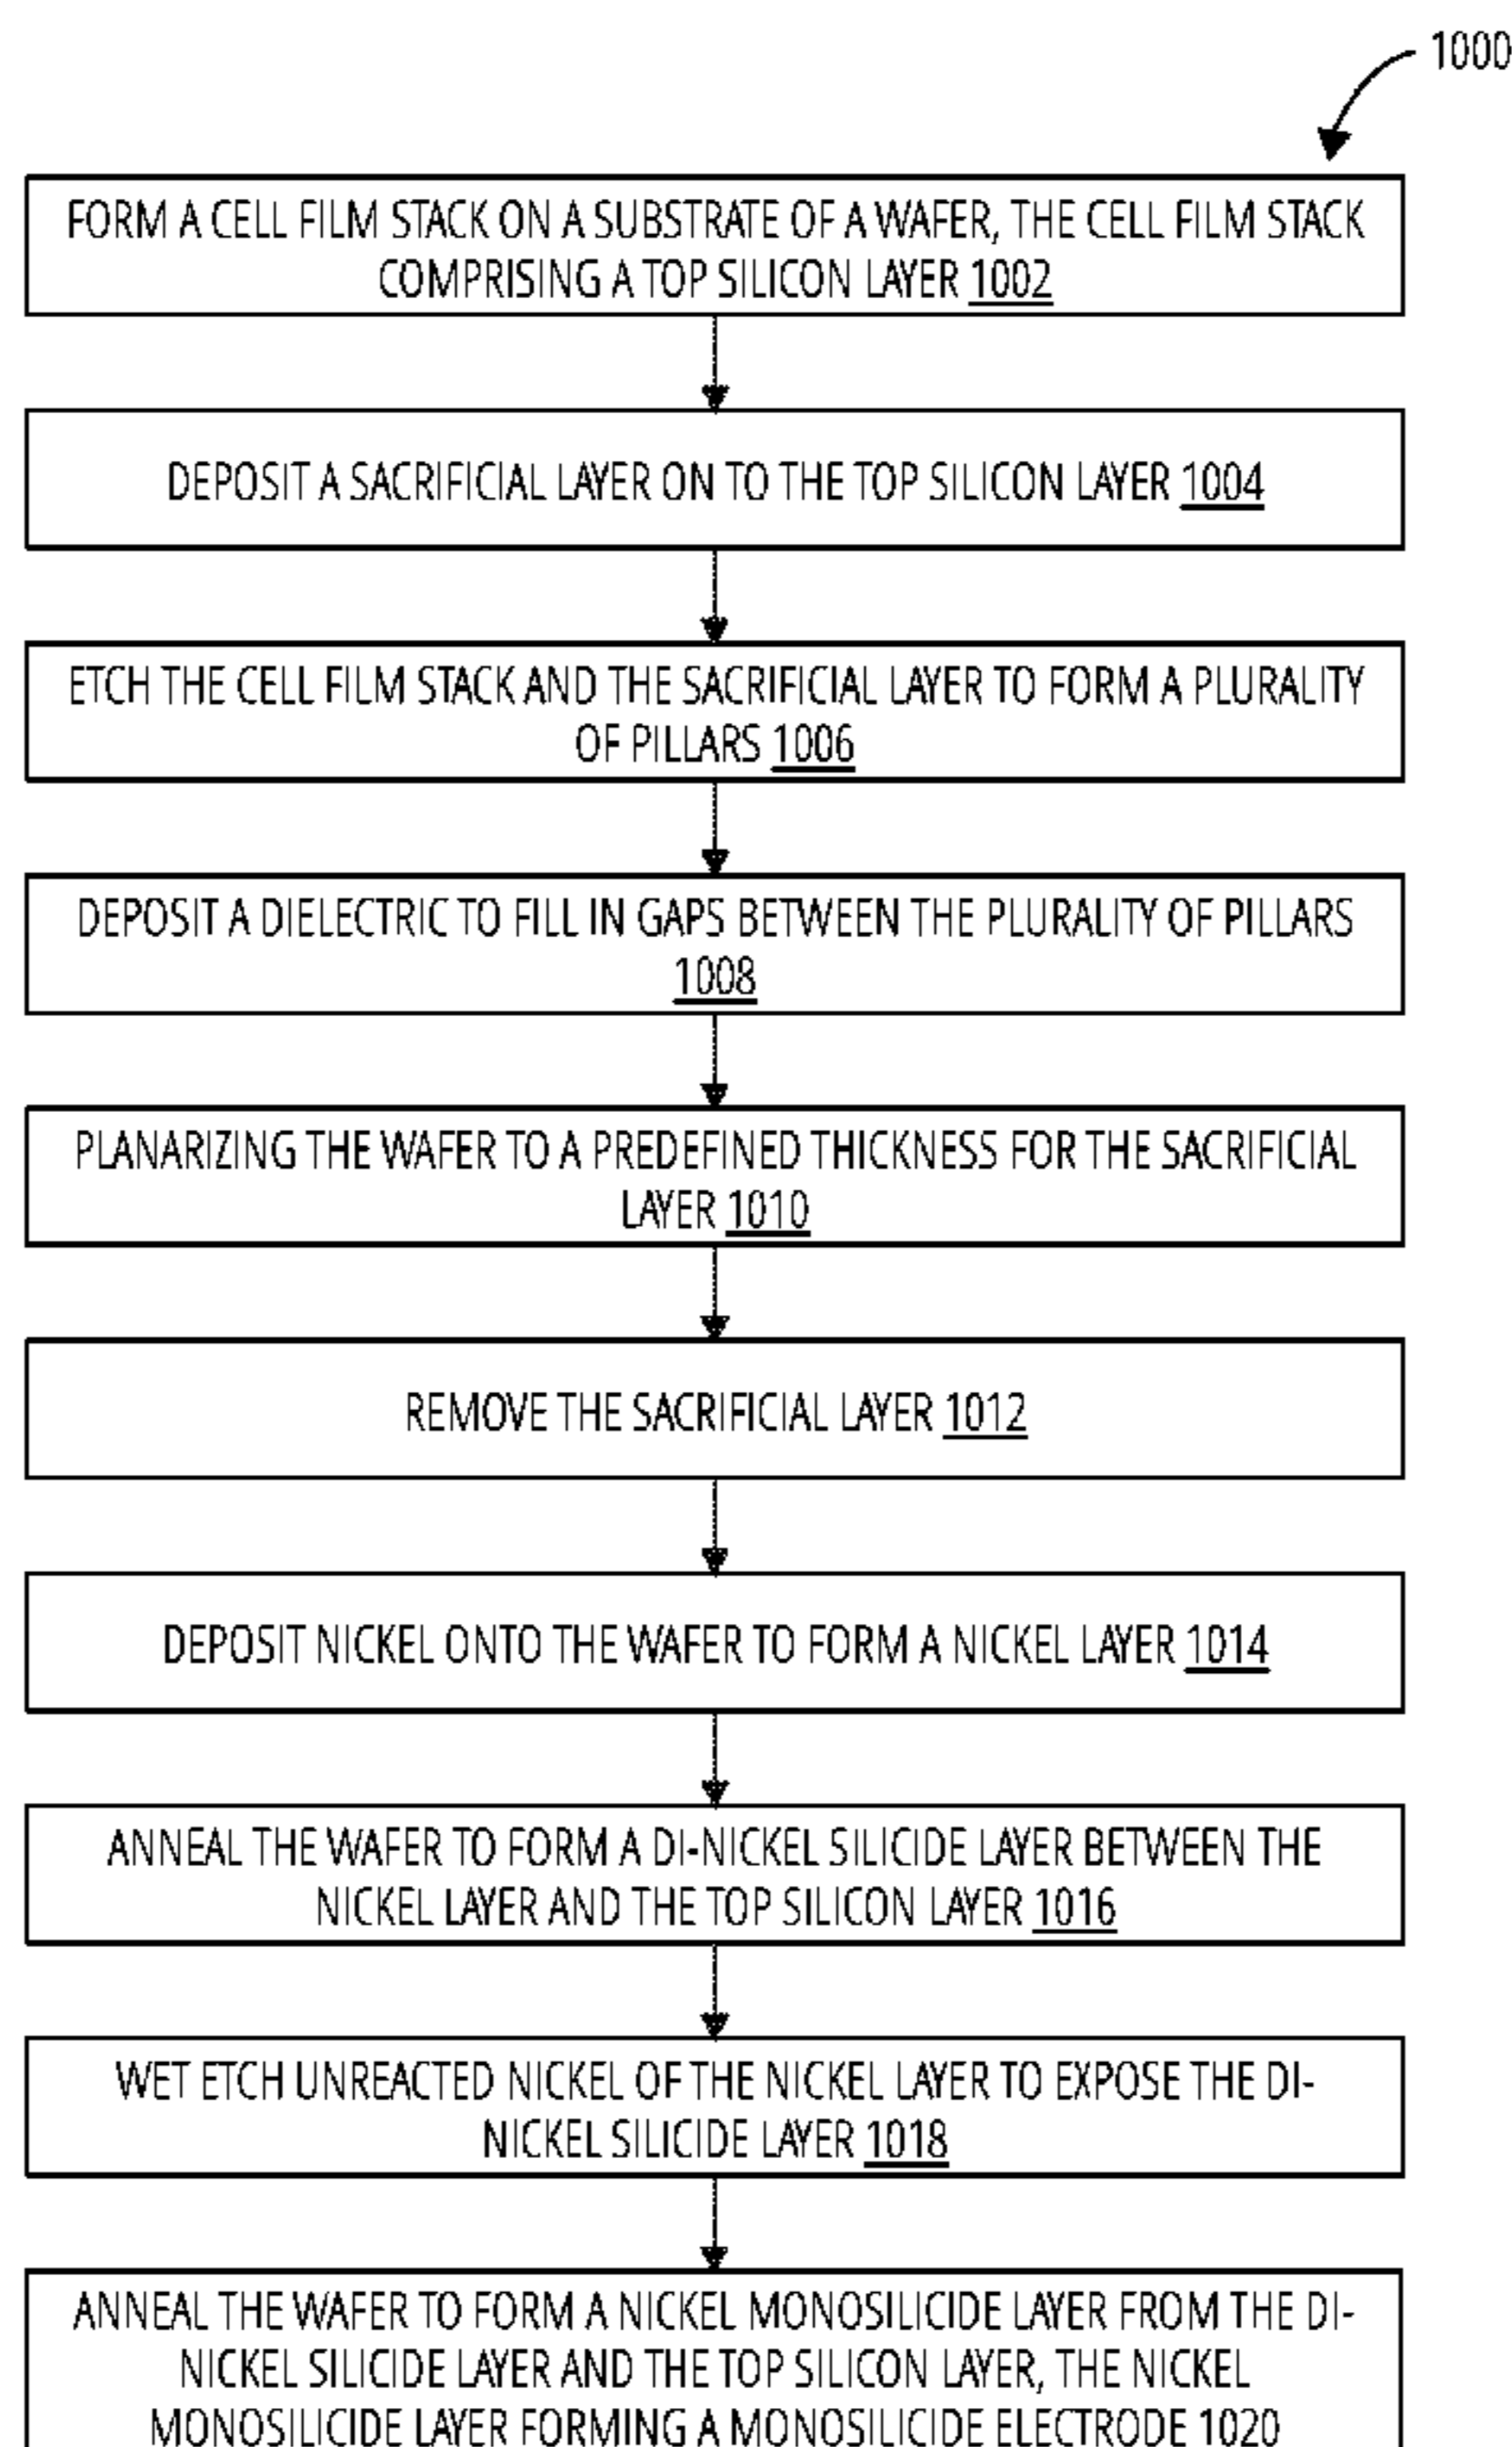 1000
FORM A CELL FILM STACK ON A SUBSTRATE OF A WAFER, THE CELL FILM STACK
COMPRISING A TOP SILICON LAYER 1002
DEPOSIT A SACRIFICIAL LAYER ON TO THE TOP SILICON LAYER 1004
ETCH THE CELL FILM STACK AND THE SACRIFICIAL LAYER TO FORM A PLURALITY
OF PILLARS 1006
DEPOSIT A DIELECTRIC TO FILL IN GAPS BETWEEN THE PLURALITY OF PILLARS
1008
PLANARIZING THE WAFER TO A PREDEFINED THICKNESS FOR THE SACRIFICIAL
LAYER 1010
REMOVE THE SACRIFICIAL LAYER 1012
DEPOSIT NICKEL ONTO THE WAFER TO FORM A NICKEL LAYER 1014
ANNEAL THE WAFER TO FORM A DI-NICKEL SILICIDE LAYER BETWEEN THE
NICKEL LAYER AND THE TOP SILICON LAYER 1016
WET ETCH UNREACTED NICKEL OF THE NICKEL LAYER TO EXPOSE THE DI-
NICKEL SILICIDE LAYER 1018
ANNEAL THE WAFER TO FORM A NICKEL MONOSILICIDE LAYER FROM THE DI-
NICKEL SILICIDE LAYER AND THE TOP SILICON LAYER, THE NICKEL
MONOSILICIDE LAYER FORMING A MONOSILICIDE ELECTRODE 1020